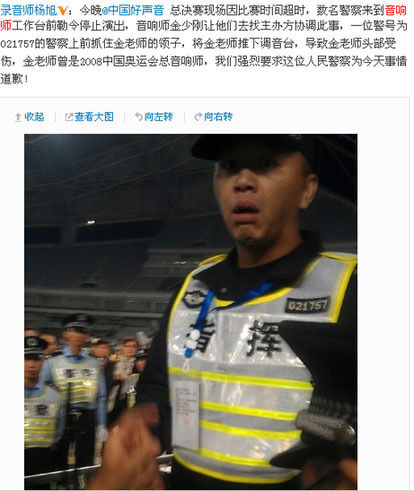 录音师杨旭V：今晚@中国好声音 总决赛现场因比赛时间超时，数名警察来到音响
师工作台前勒令停止演出，音响师金少刚让他们去找主办方协调此事，一位警号为
021757的警察上前抓住金老师的领子，将金老师推下调音台，导致金老师头部受
伤，金老师曾是2008中国奥运会总音响师，我们强烈要求这位人民警察为今天事情
道歉！
收起 | 查看大图 | 向左转 | 向右转
021757
指挥